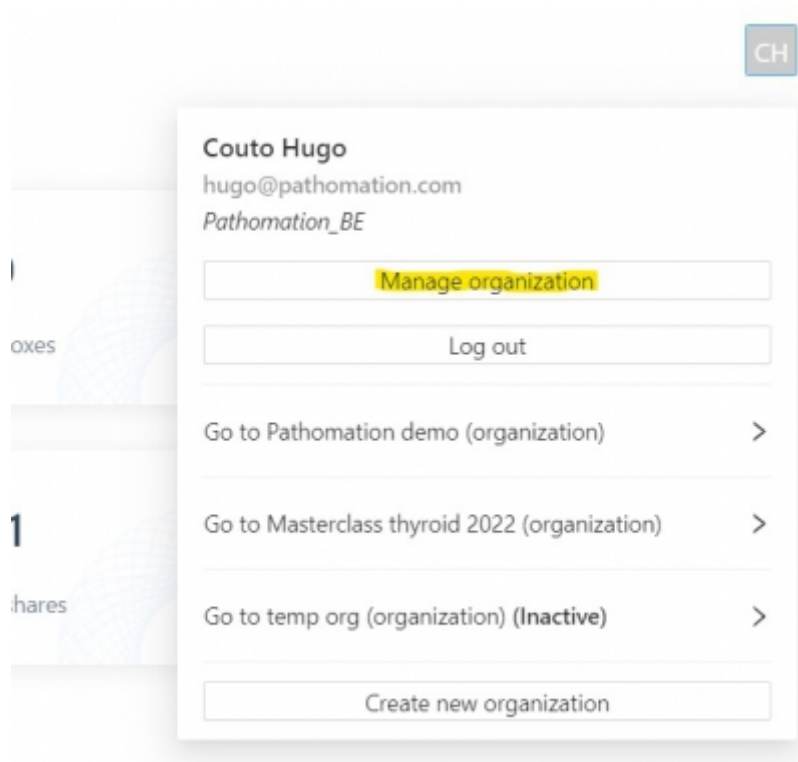 CH
Couto Hugo
hugo@pathomation.com
Pathomation_BE
Manage organization
oxes
Log out
Go to Pathomation demo (organization)
1
Go to Masterclass thyroid 2022 (organization)
hares
Go to temp org (organization) (Inactive)
Create new organization